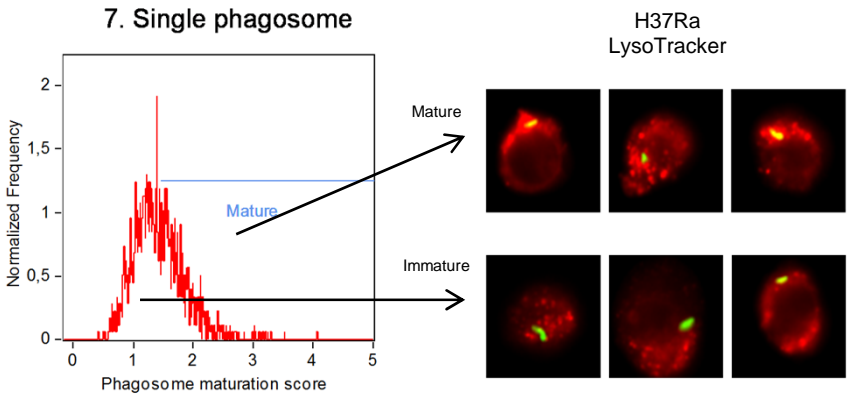 7. Single phagosome
H37Ra
LysoTracker
Normalized Frequency
2
1,5
1
0,5
0
Mature
0
1
2
3
4
5
Phagosome maturation score
Mature
Immature